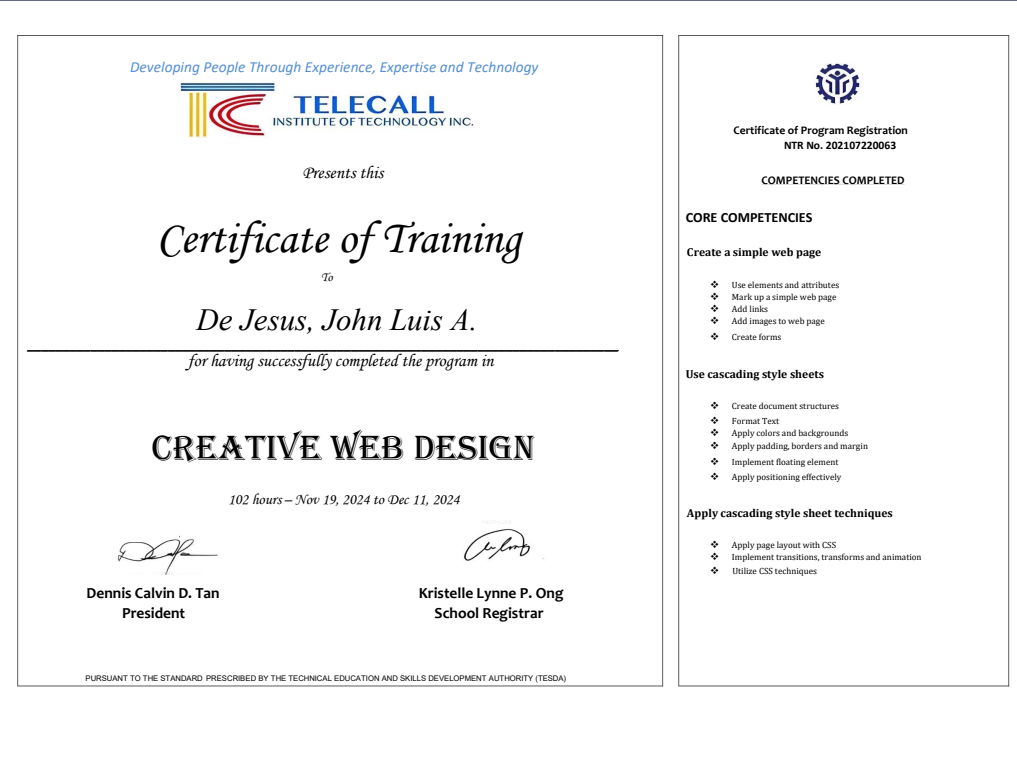 Developing People Through Experience, Expertise and Technology
TELECALL
INSTITUTE OF TECHNOLOGY INC.
Presents this
Certificate of Training
To
De Jesus, John Luis A.
for having successfully completed the program in
CREATIVE WEB DESIGN
102 hours – Nov 19, 2024 to Dec 11, 2024
Dennis Calvin D. Tan
President
Kristelle Lynne P. Ong
School Registrar
PURSUANT TO THE STANDARD PRESCRIBED BY THE TECHNICAL EDUCATION AND SKILLS DEVELOPMENT AUTHORITY (TESDA)
Certificate of Program Registration
NTR No. 202107220063
COMPETENCIES COMPLETED
CORE COMPETENCIES
Create a simple web page
❖ Use elements and attributes
❖ Mark up a simple web page
❖ Add links
❖ Add images to web page
❖ Create forms
Use cascading style sheets
❖ Create document structures
❖ Format Text
❖ Apply colors and backgrounds
❖ Apply padding, borders and margin
❖ Implement floating element
❖ Apply positioning effectively
Apply cascading style sheet techniques
❖ Apply page layout with CSS
❖ Implement transitions, transforms and animation
❖ Utilize CSS techniques